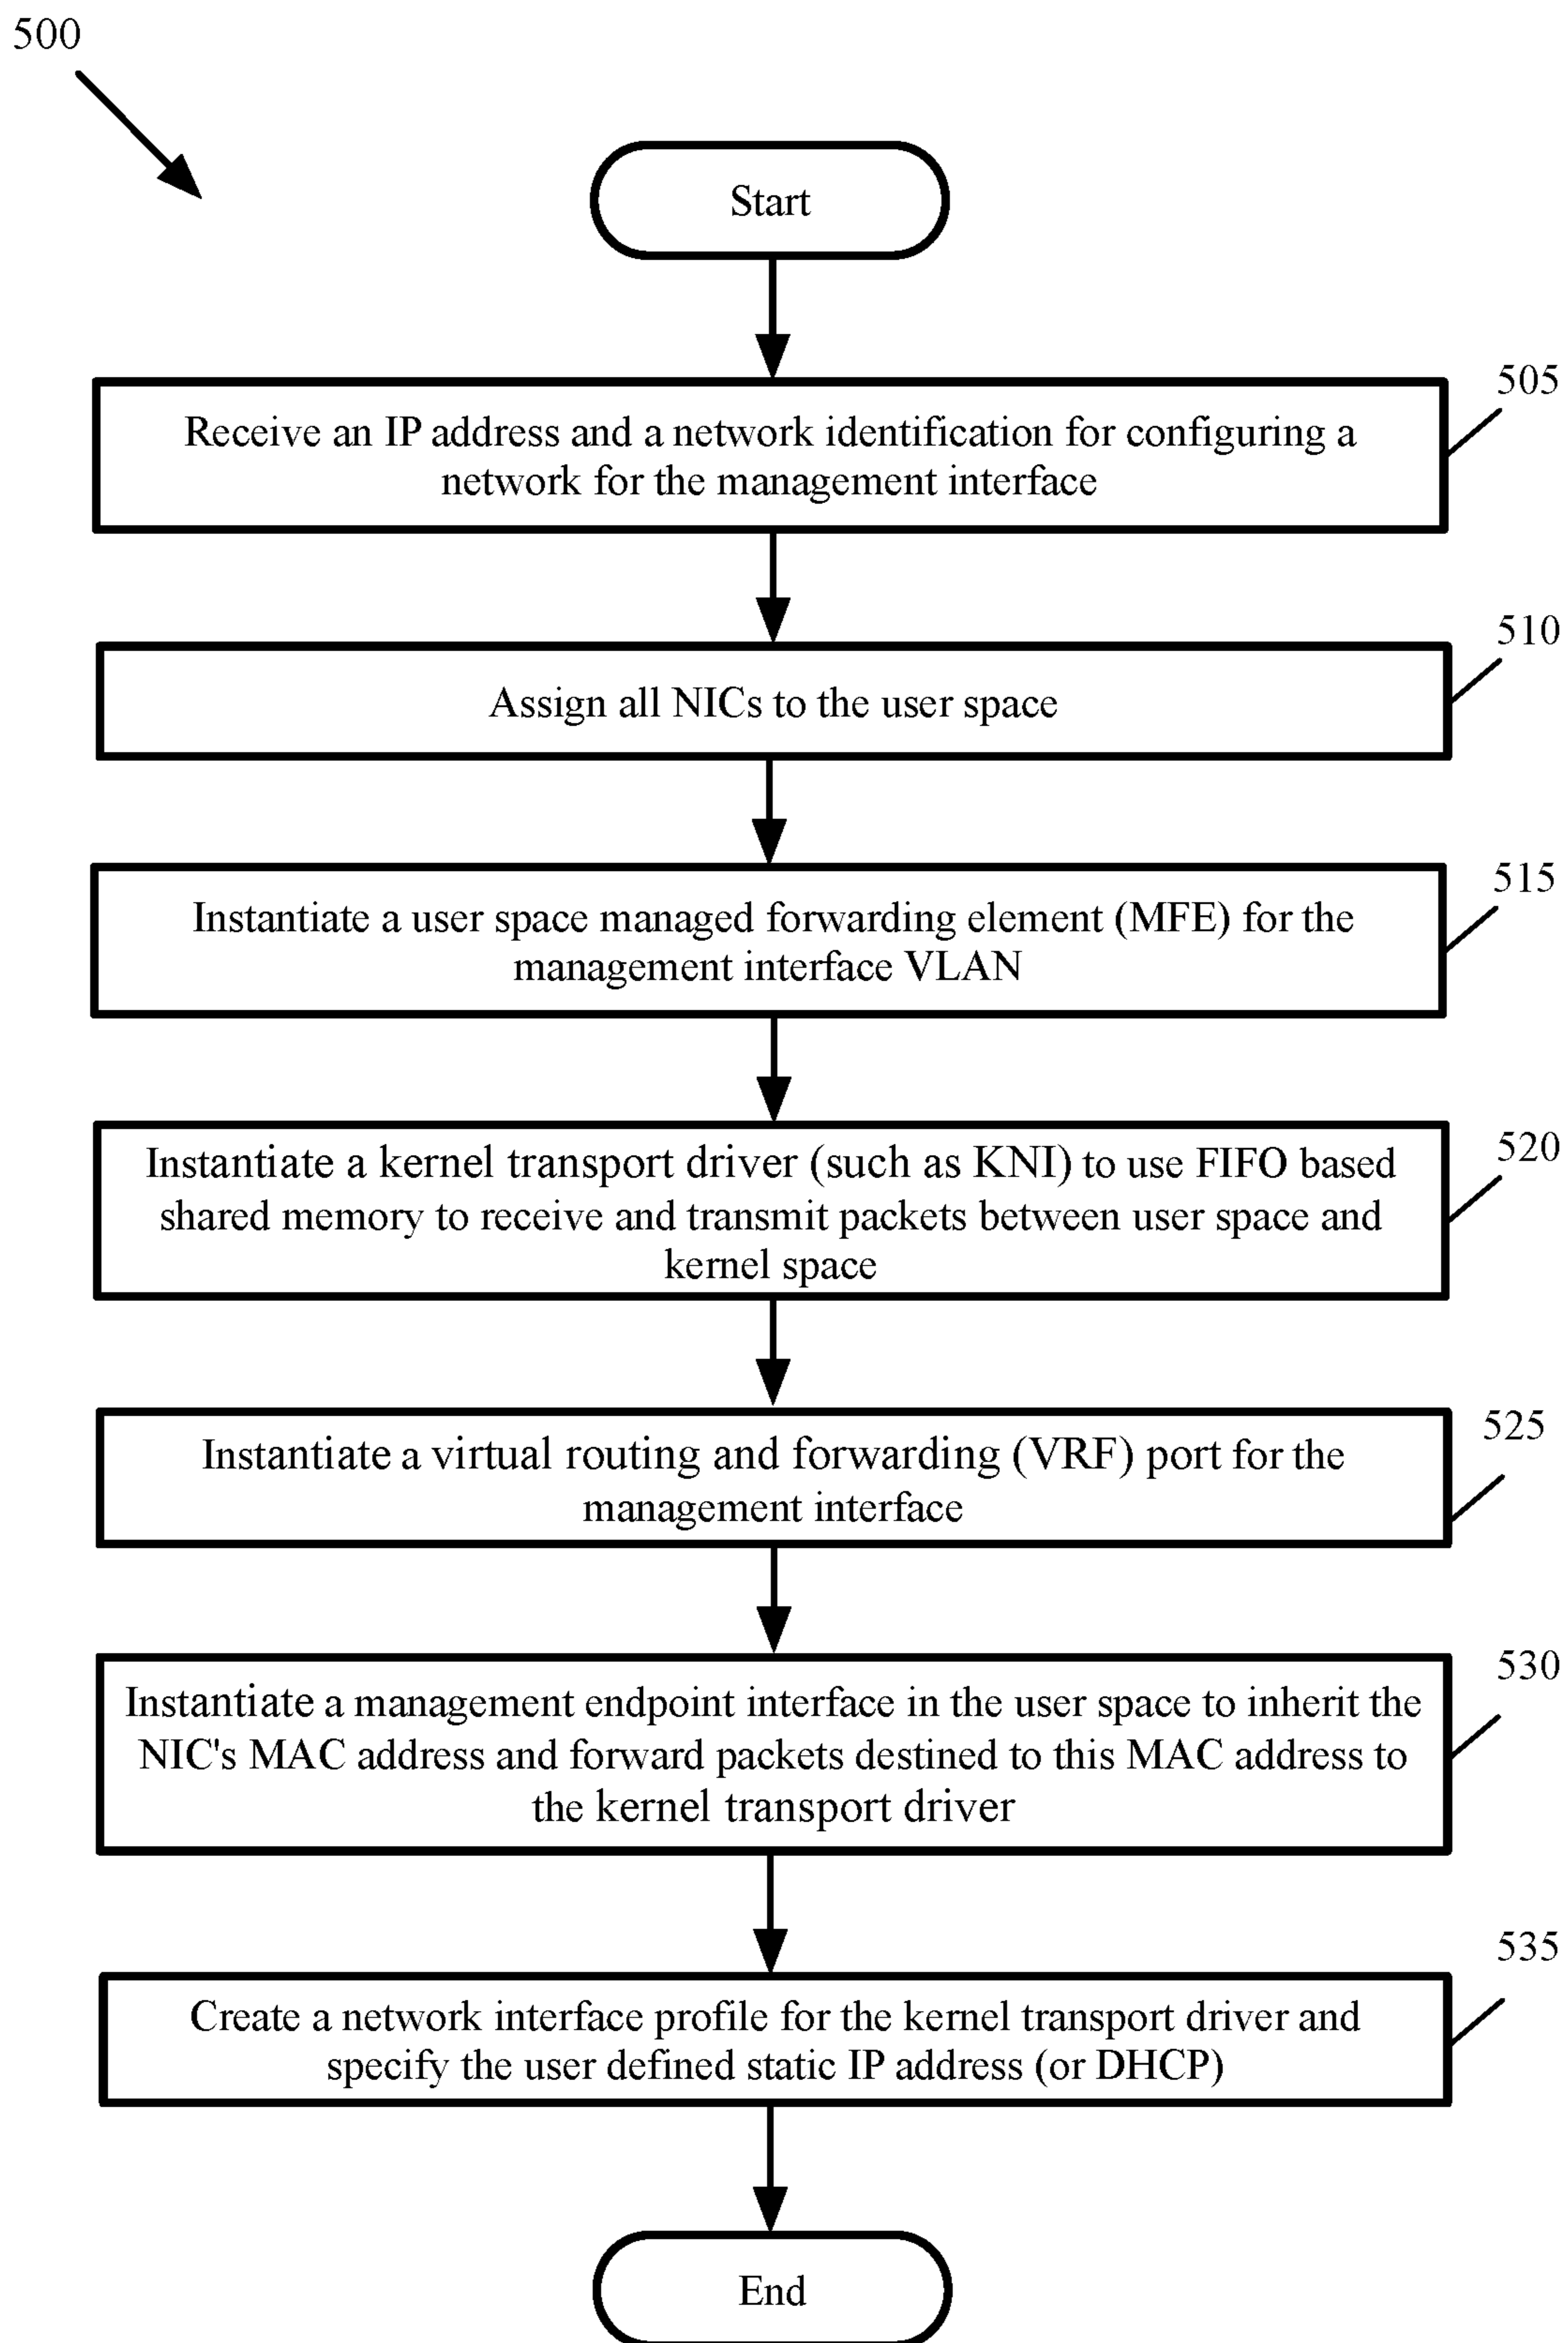 500
Start
505
Receive an IP address and a network identification for configuring a
network for the management interface
510
Assign all NICs to the user space
515
Instantiate a user space managed forwarding element (MFE) for the
management interface VLAN
520
Instantiate a kernel transport driver (such as KNI) to use FIFO based
shared memory to receive and transmit packets between user space and
kernel space
525
Instantiate a virtual routing and forwarding (VRF) port for the
management interface
530
Instantiate a management endpoint interface in the user space to inherit the
NIC's MAC address and forward packets destined to this MAC address to
the kernel transport driver
535
Create a network interface profile for the kernel transport driver and
specify the user defined static IP address (or DHCP)
End